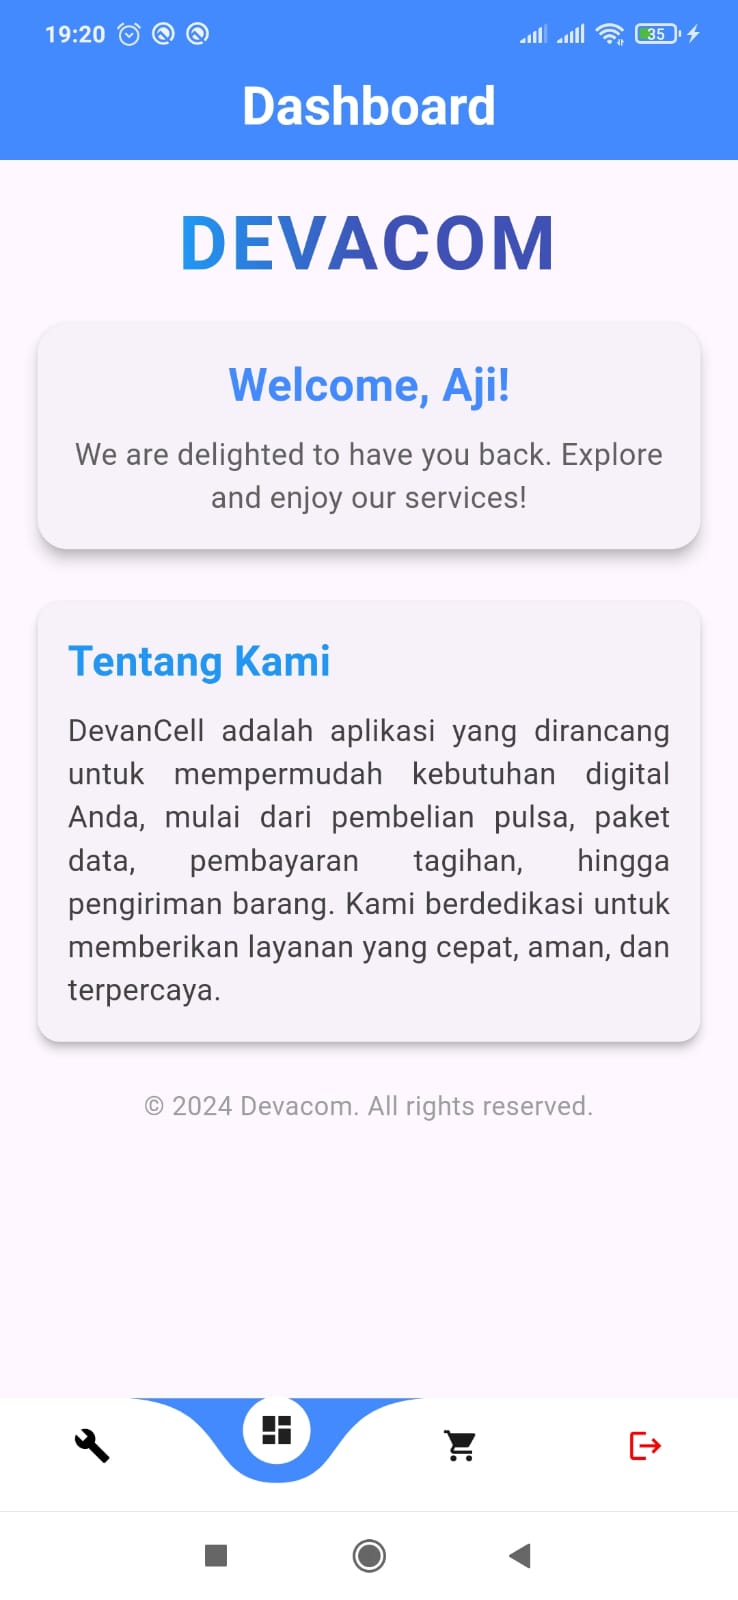 19:20
35
Dashboard
DEVACOM
Welcome, Aji!
We are delighted to have you back. Explore
and enjoy our services!
Tentang Kami
DevanCell adalah aplikasi yang dirancang
untuk mempermudah kebutuhan digital
Anda, mulai dari pembelian pulsa, paket
data, pembayaran tagihan, hingga
pengiriman barang. Kami berdedikasi untuk
memberikan layanan yang cepat, aman, dan
terpercaya.
© 2024 Devacom. All rights reserved.